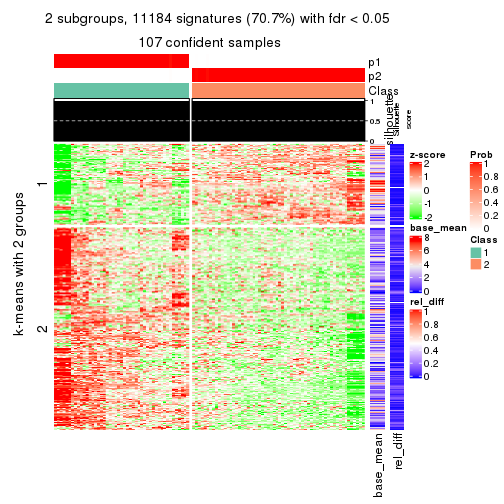 2 subgroups, 11184 signatures (70.7%) with fdr < 0.05
107 confident samples
p1
p2
Class
1
0.5
0
silhouette
Silhouette
score
k-means with 2 groups
1
2
base_mean
rel_diff
z-score
2
1
0
-1
-2
base_mean
8
6
4
2
0
rel_diff
1
0.8
0.6
0.4
0.2
0
Prob
1
0.8
0.6
0.4
0.2
0
Class
1
2